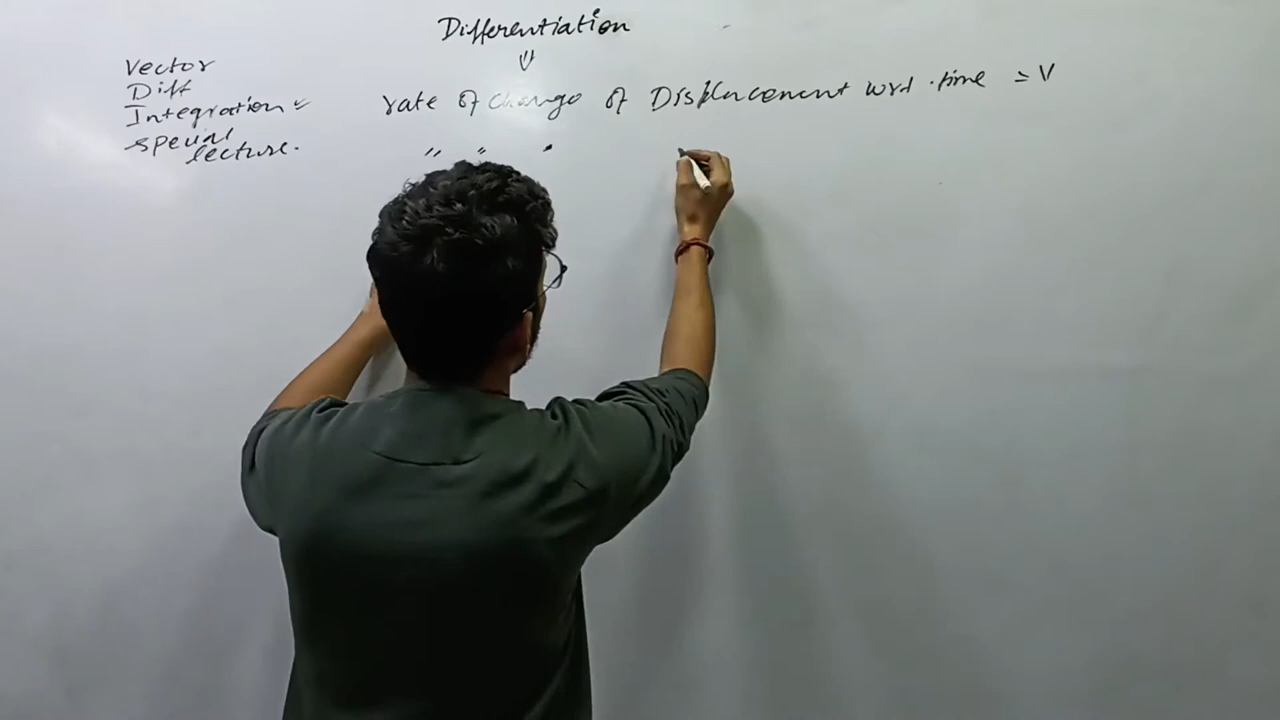 Differentiation
⇓
Vector
Diff
Integration ✓
special
lecture.
rate of change of Displacement wrt. time = V
" " "